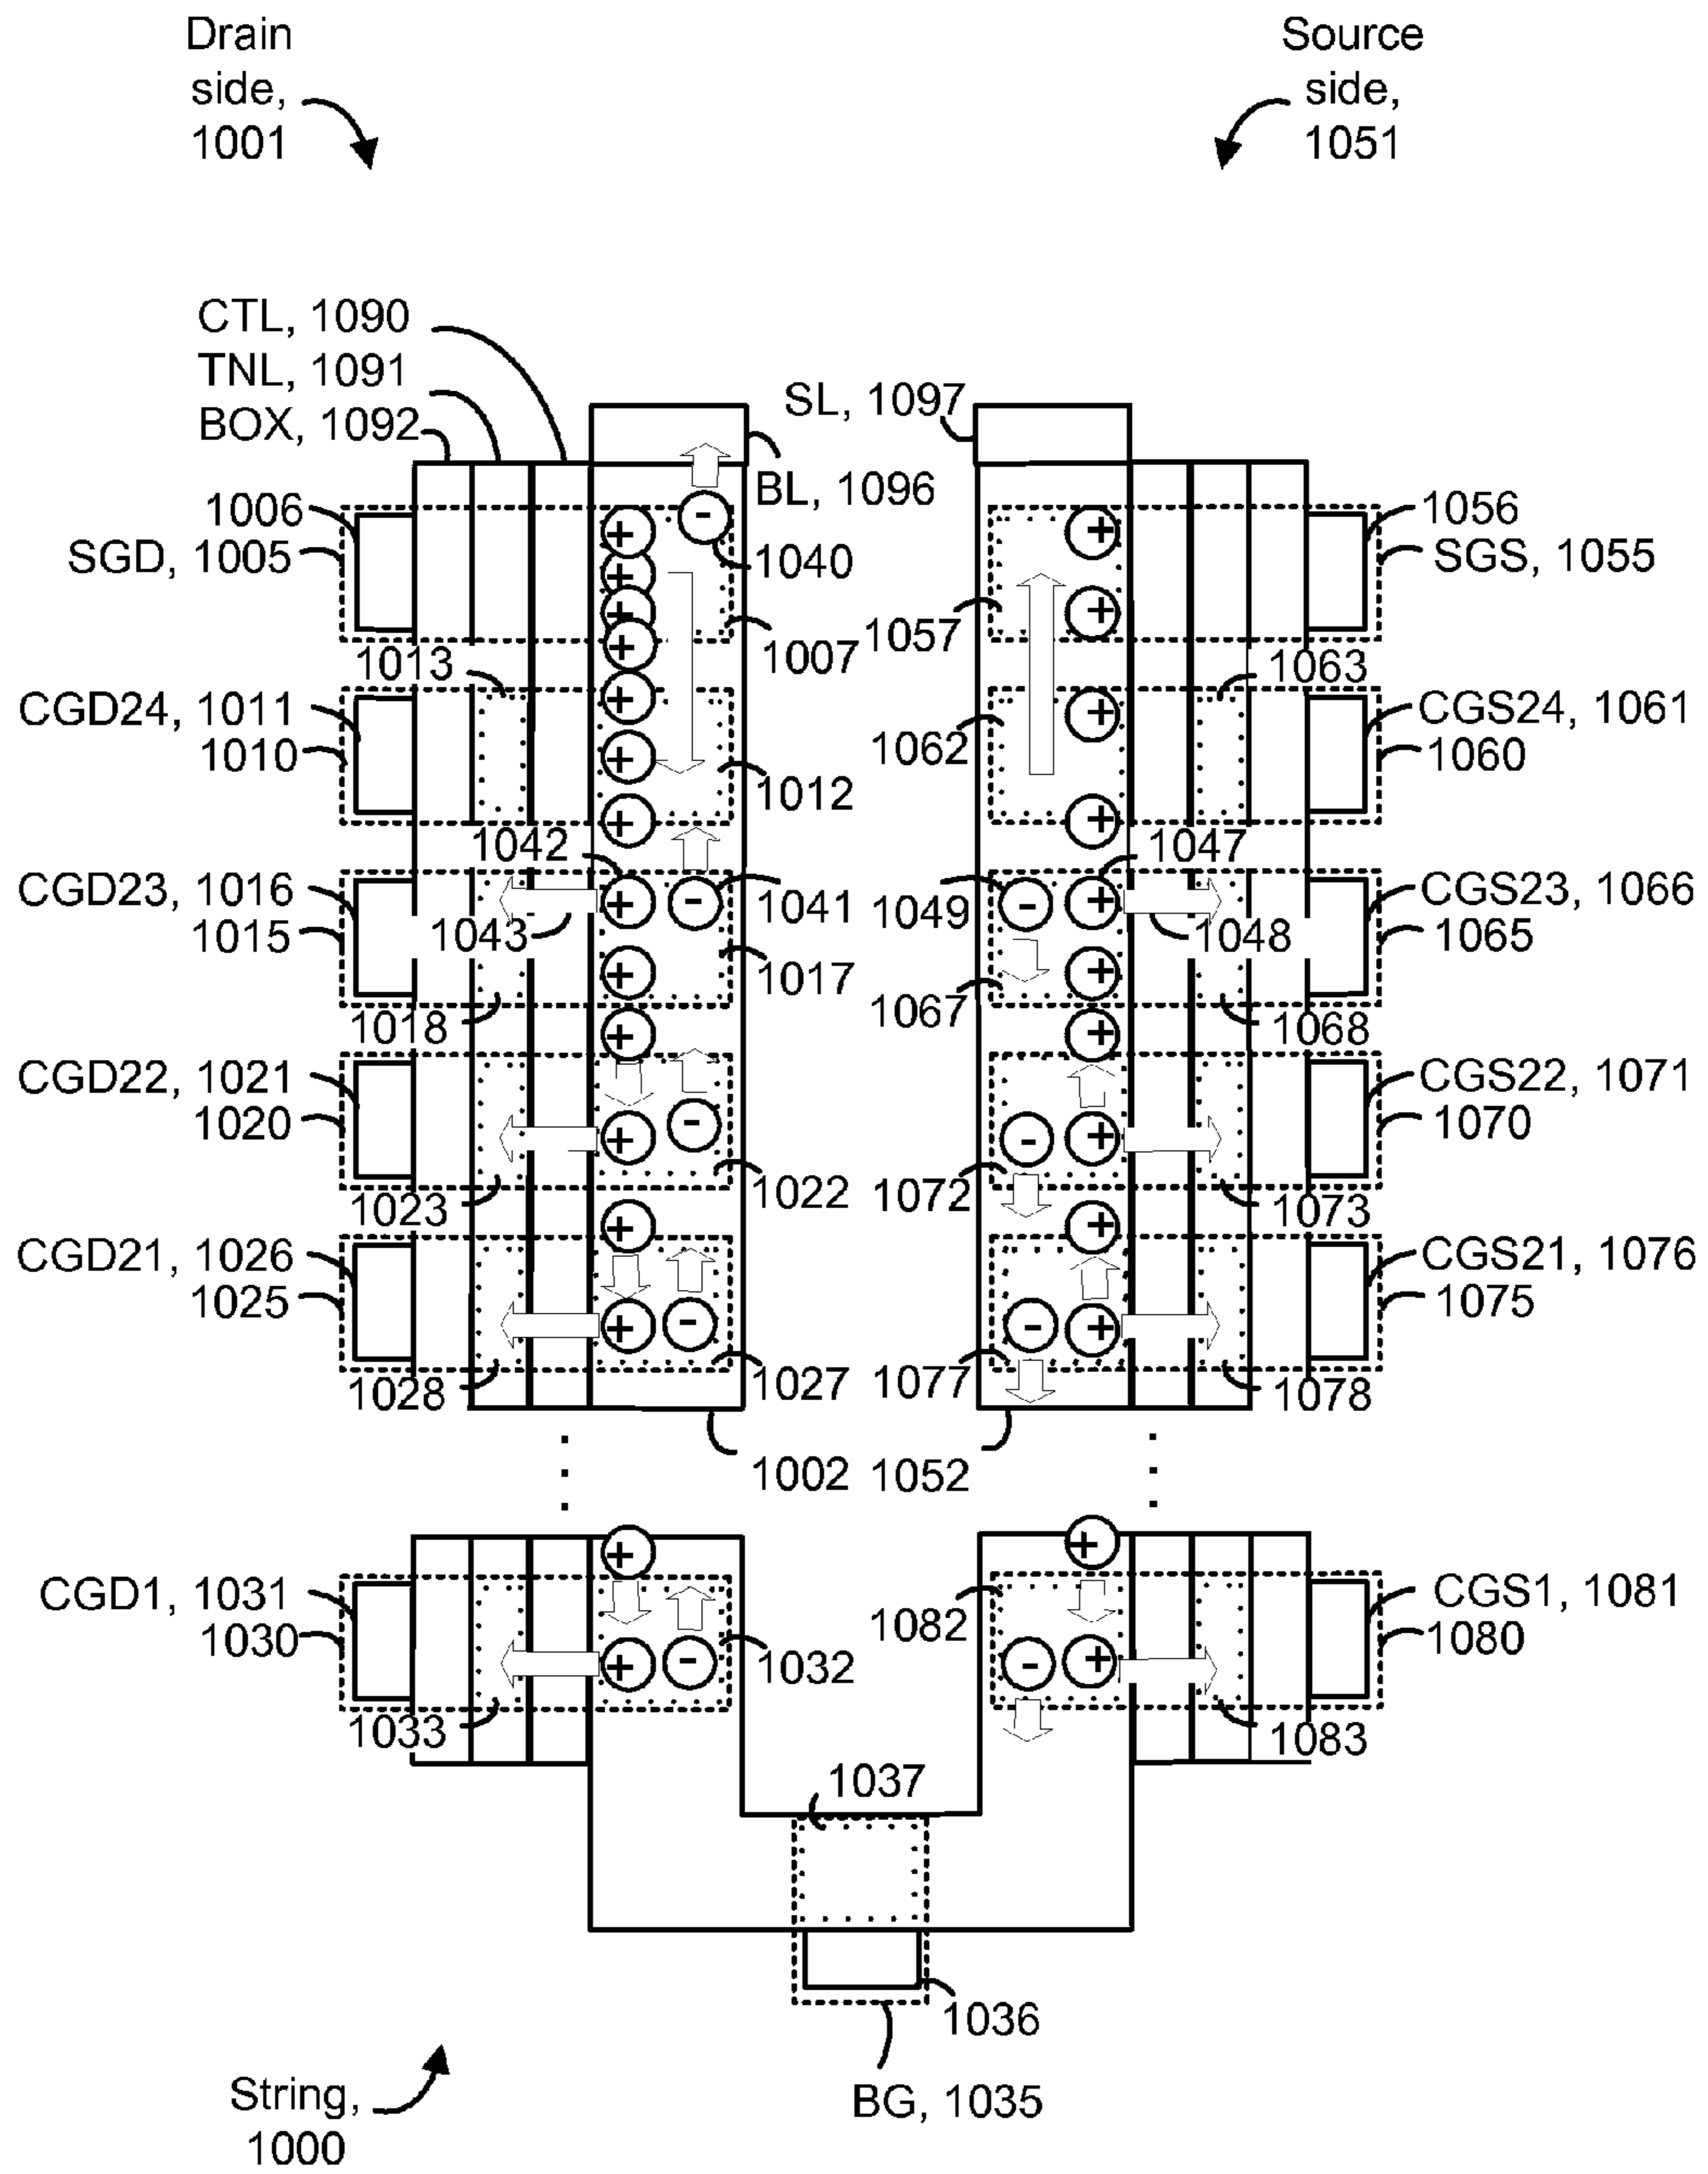 Drain
side,
1001
Source
side,
1051
CTL, 1090
TNL, 1091
BOX, 1092
SL, 1097
BL, 1096
1006
SGD, 1005
1040
1056
SGS, 1055
1057
1007
1013
1063
CGD24, 1011
1010
1062
1012
CGS24, 1061
1060
1042
1047
CGD23, 1016
1015
1043
1041
1049
1048
CGS23, 1066
1065
1017
1067
1018
1068
CGD22, 1021
1020
CGS22, 1071
1070
1023
1022
1072
1073
CGD21, 1026
1025
CGS21, 1076
1075
1028
1027
1077
1078
1002
1052
CGD1, 1031
1030
1032
1082
CGS1, 1081
1080
1033
1083
1037
1036
BG, 1035
String,
1000